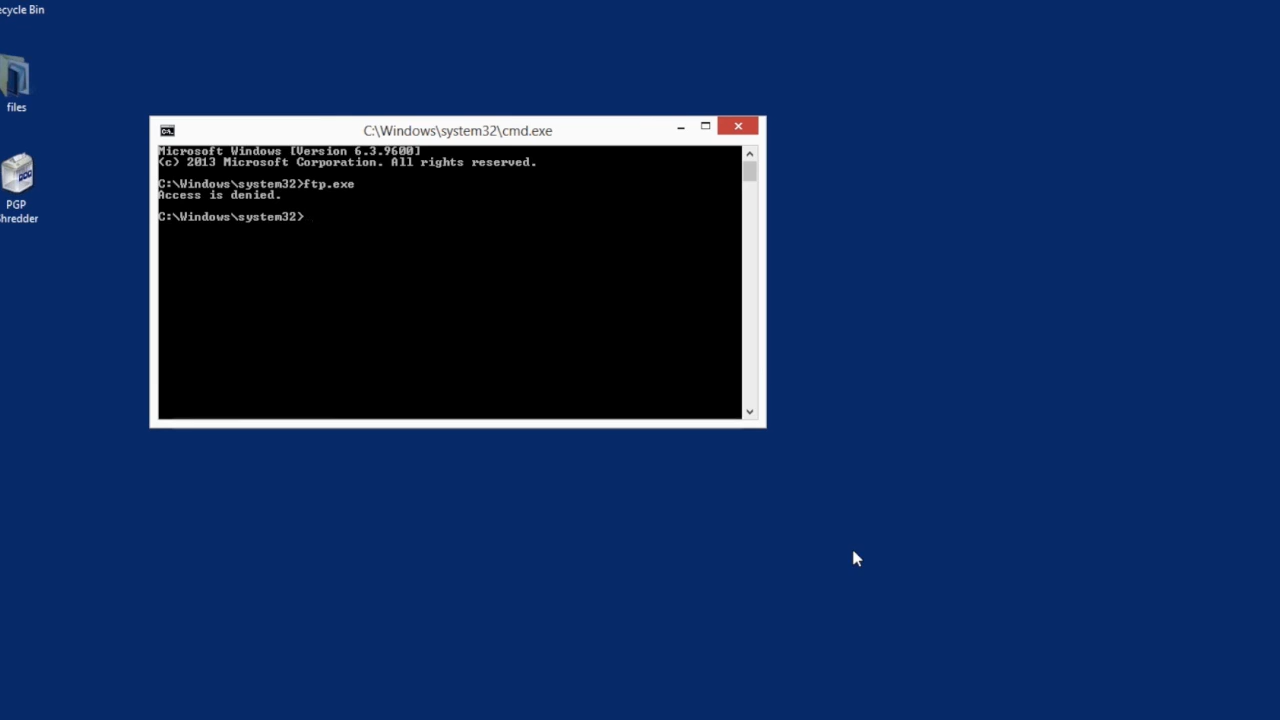 ecycle Bin
files
PGP
Shredder
C:\Windows\system32\cmd.exe
C:\
Microsoft Windows [Version 6.3.9600]
(c) 2013 Microsoft Corporation. All rights reserved.
C:\Windows\system32>ftp.exe
Access is denied.
C:\Windows\system32>